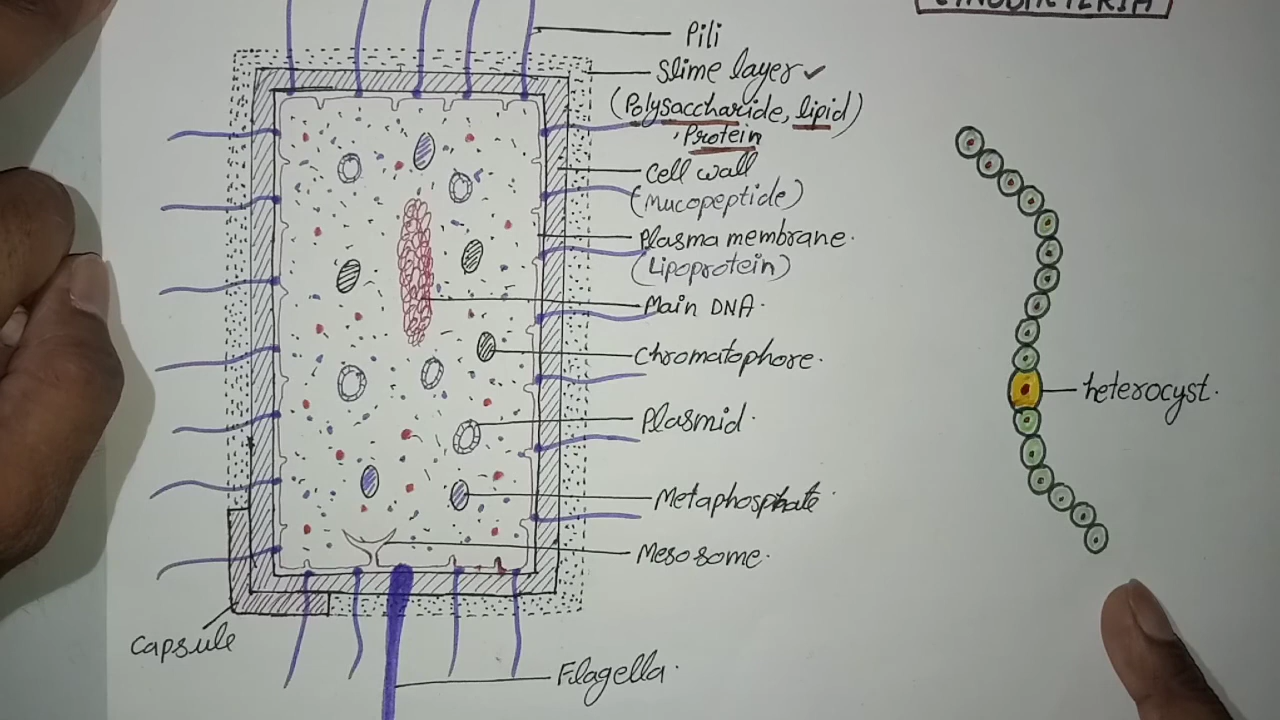 Pili
Slime layer ✓
(Polysaccharide, lipid)
, Protein
Cell wall
(Mucopeptide)
Plasma membrane.
(Lipoprotein)
Main DNA.
Chromatophore.
Plasmid.
Metaphosphate.
Mesosome.
Capsule
Flagella.
heterocyst.